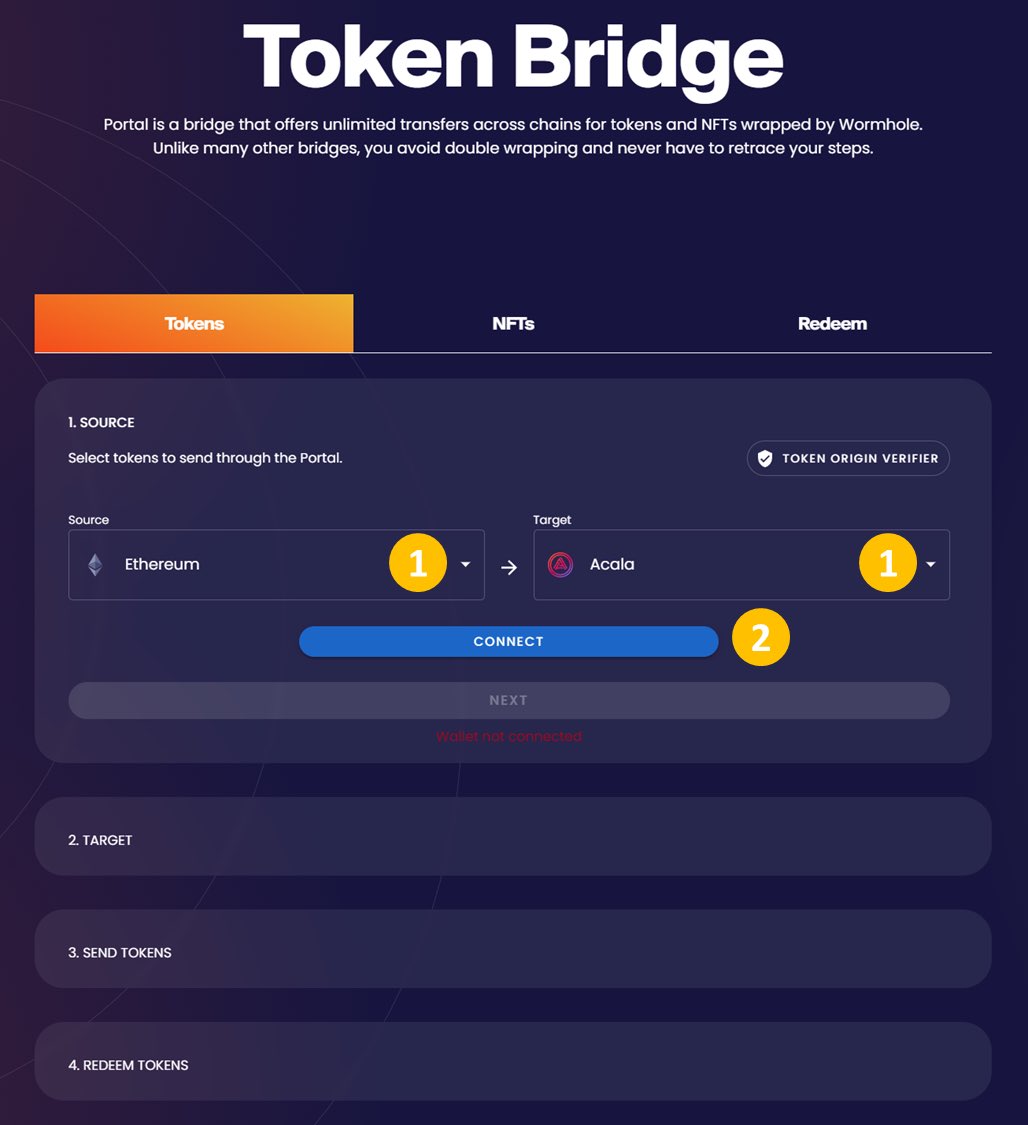 Token Bridge
Portal is a bridge that offers unlimited transfers across chains for tokens and NFTs wrapped by Wormhole.
Unlike many other bridges, you avoid double wrapping and never have to retrace your steps.
Tokens
NFTs
Redeem
1. SOURCE
Select tokens to send through the Portal.
TOKEN ORIGIN VERIFIER
Source
Target
Ethereum
1
Acala
1
CONNECT
2
NEXT
Wallet not connected
2. TARGET
3. SEND TOKENS
4. REDEEM TOKENS